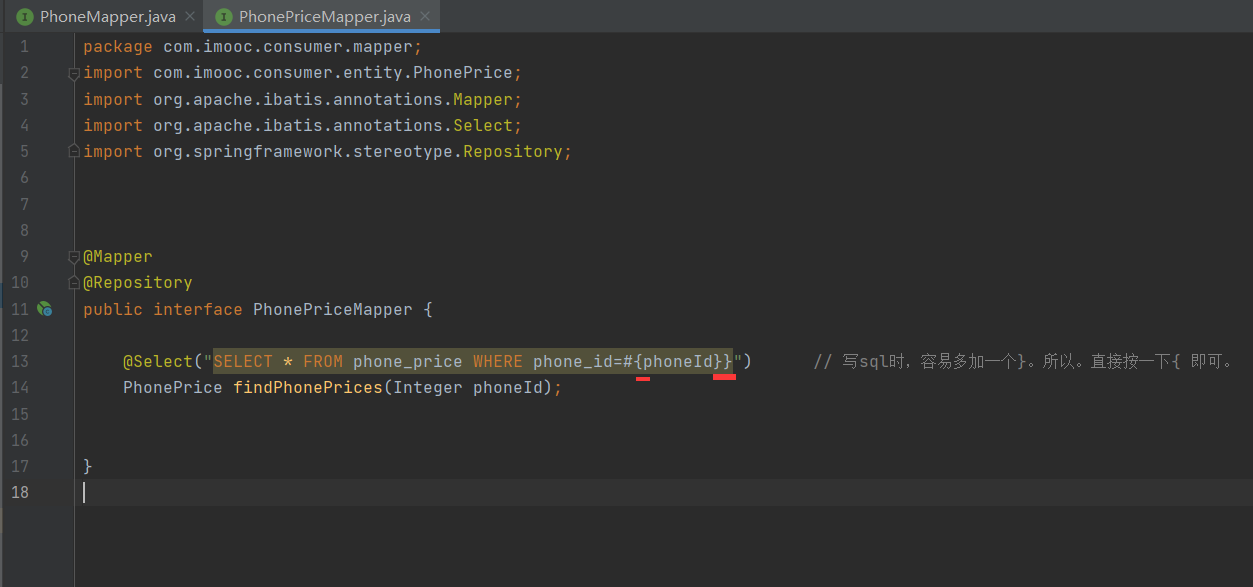 PhoneMapper.java PhonePriceMapper.java
1 package com.imooc.consumer.mapper;
2 import com.imooc.consumer.entity.PhonePrice;
3 import org.apache.ibatis.annotations.Mapper;
4 import org.apache.ibatis.annotations.Select;
5 import org.springframework.stereotype.Repository;
6
7
8
9 @Mapper
10 @Repository
11 public interface PhonePriceMapper {
12
13 @Select("SELECT * FROM phone_price WHERE phone_id=#{phoneId}}") // 写sql时，容易多加一个}。所以。直接按一下{ 即可。
14 PhonePrice findPhonePrices(Integer phoneId);
15
16
17 }
18